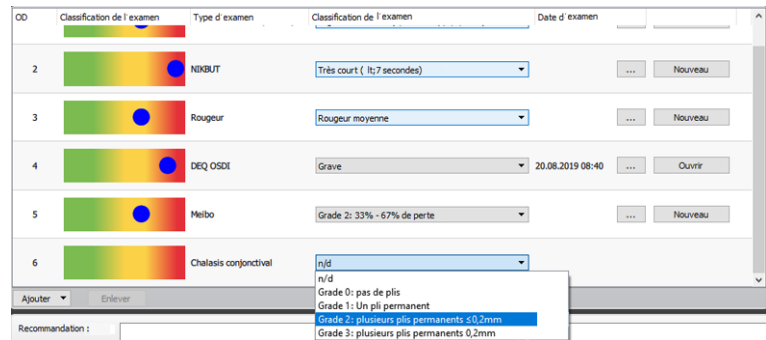 OD Classification de l'examen Type d'examen Classification de l'examen Date d'examen
2 NIKBUT Très court ( lt;7 secondes) ... Nouveau
3 Rougeur Rougeur moyenne ... Nouveau
4 DEQ OSDI Grave 20.08.2019 08:40 ... Ouvrir
5 Meibo Grade 2: 33% - 67% de perte ... Nouveau
6 Chalasis conjonctival n/d
n/d
Grade 0: pas de plis
Grade 1: Un pli permanent
Grade 2: plusieurs plis permanents ≤0,2mm
Grade 3: plusieurs plis permanents 0,2mm
Ajouter Enlever
Recommandation :